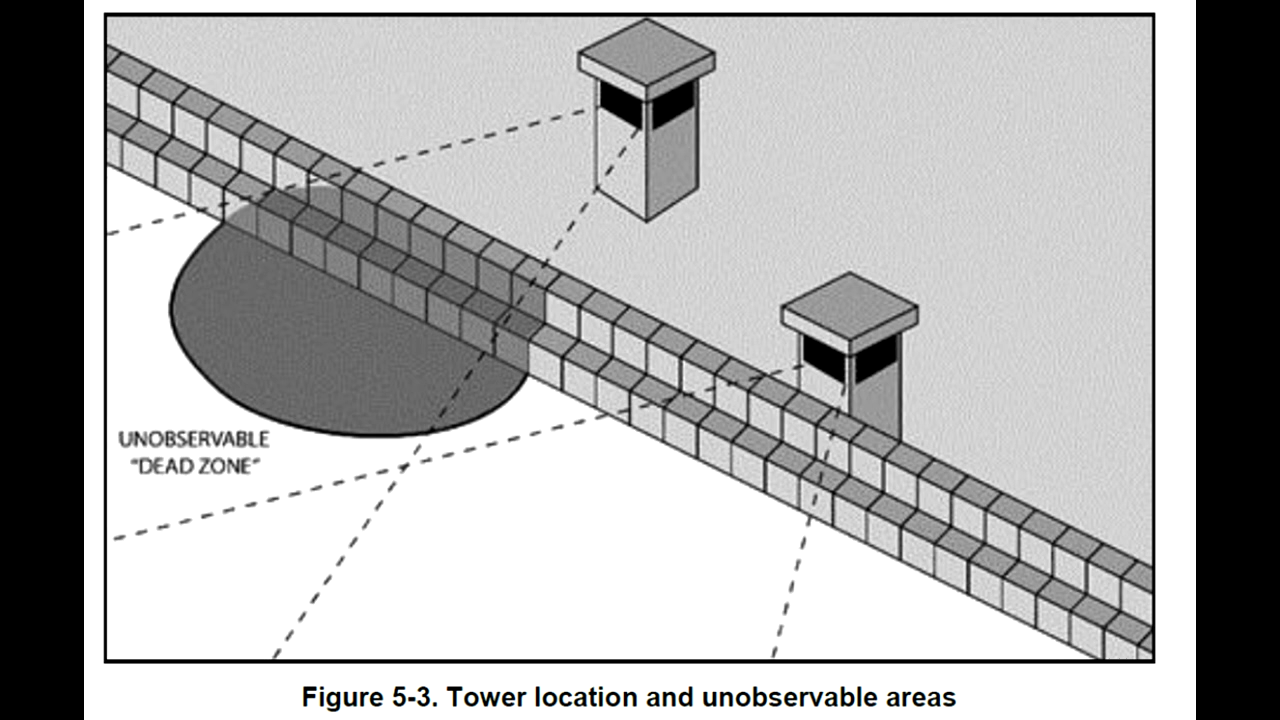 UNOBSERVABLE
"DEAD ZONE"
Figure 5-3. Tower location and unobservable areas